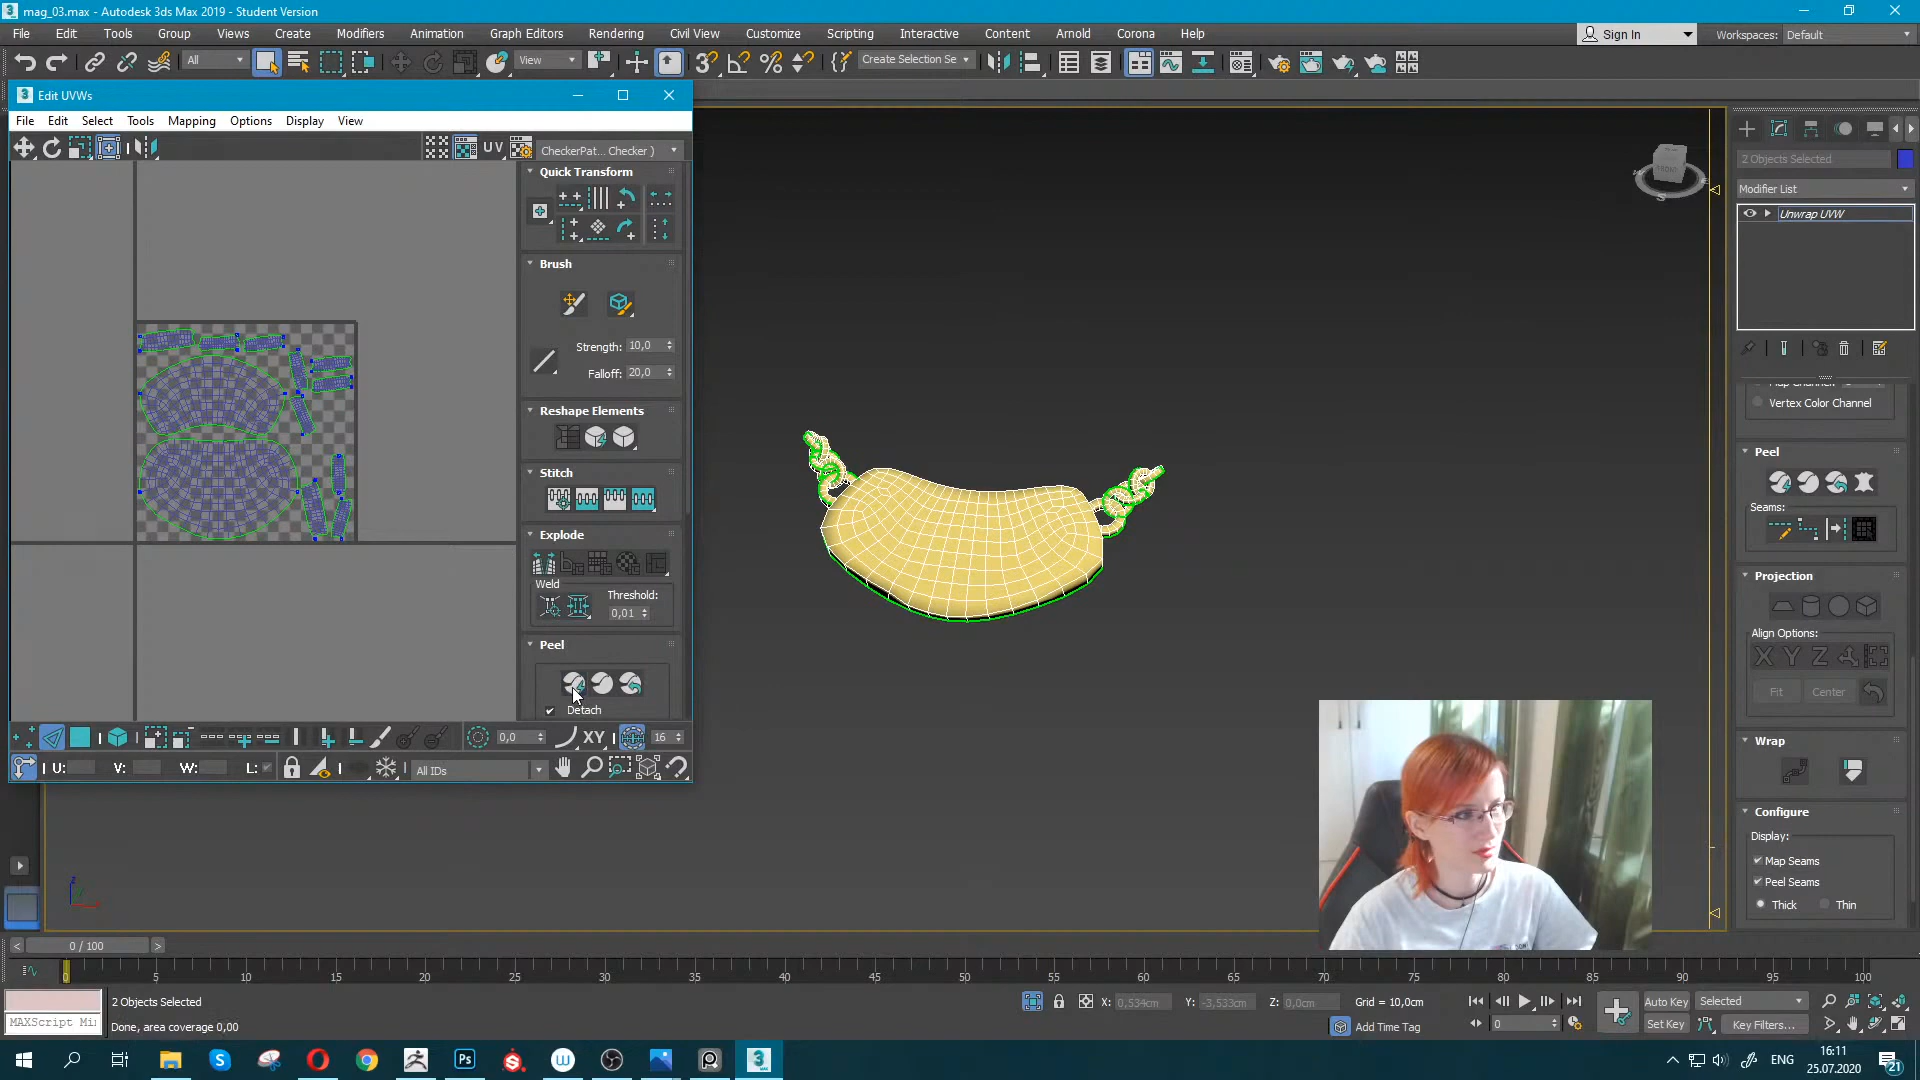 mag_03.max - Autodesk 3ds Max 2019 - Student Version
File Edit Tools Group Views Create Modifiers Animation Graph Editors Rendering Civil View Customize Scripting Interactive Content Arnold Corona Help
Sign In Workspaces: Default
All View Create Selection Se
Edit UVWs
File Edit Select Tools Mapping Options Display View
UV CheckerPat... Checker )
Quick Transform
Brush
Strength: 10,0
Falloff: 20,0
Reshape Elements
Stitch
Explode
Weld
Threshold:
0,01
Peel
Detach
0,0 XY 16
U: V: W: L: All IDs
FRONT
2 Objects Selected
Modifier List
Unwrap UVW
Vertex Color Channel
Peel
Seams:
Projection
Align Options:
X Y Z
Fit Center
Wrap
Configure
Display:
Map Seams
Peel Seams
Thick Thin
0 / 100
0 5 10 15 20 25 30 35 40 45 50 55 60 65 70 75 80 85 90 95 100
2 Objects Selected
MAXScript Mi
Done, area coverage 0,00
X: 0,534cm Y: -3,533cm Z: 0,0cm Grid = 10,0cm
Add Time Tag
0
Auto Key Selected
Set Key Key Filters...
ENG
16:11
25.07.2020
21